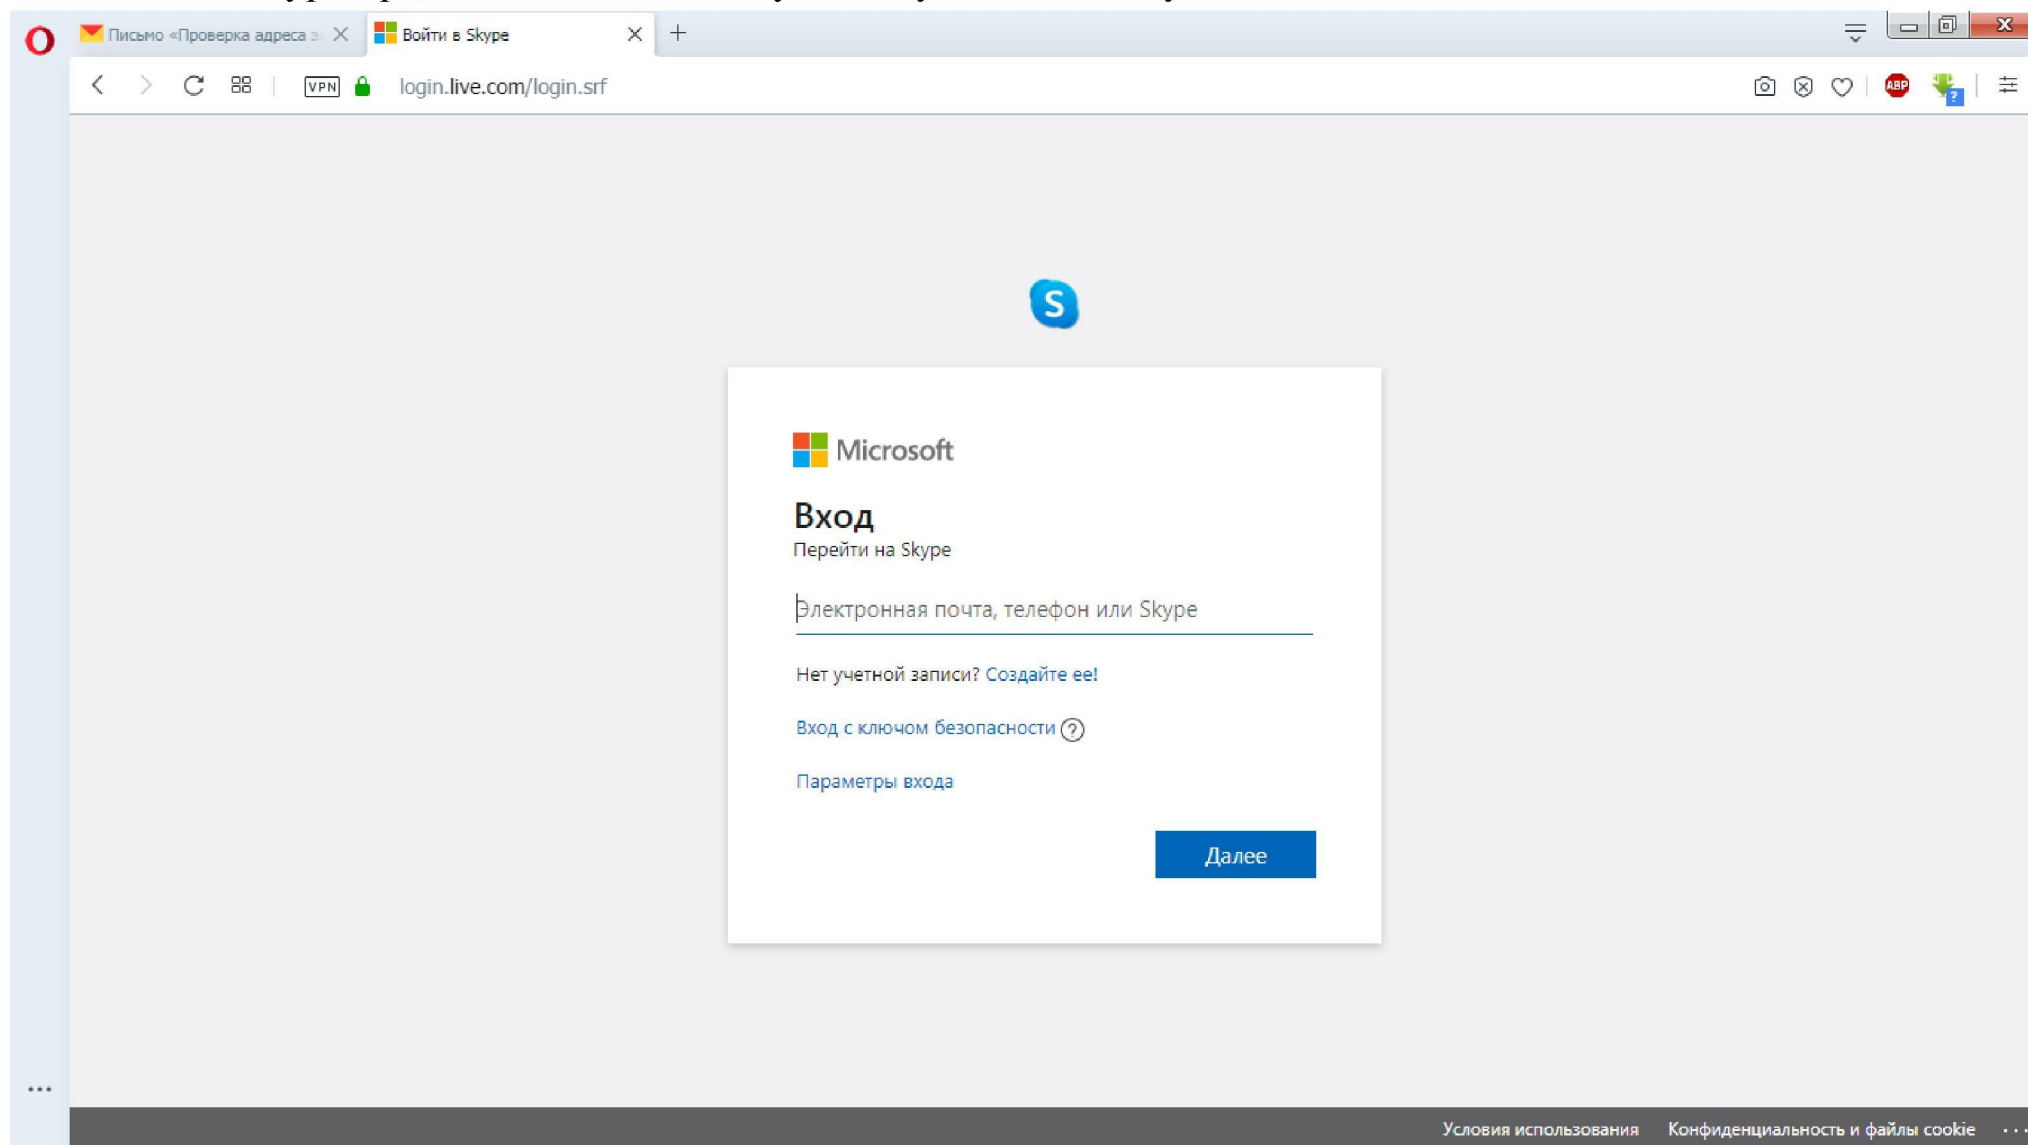 Письмо «Проверка адреса э
Войти в Skype
VPN
login.live.com/login.srf
ABP
?
S
Microsoft
Вход
Перейти на Skype
Электронная почта, телефон или Skype
Нет учетной записи? Создайте ее!
Вход с ключом безопасности ?
Параметры входа
Далее
Условия использования Конфиденциальность и файлы cookie ...